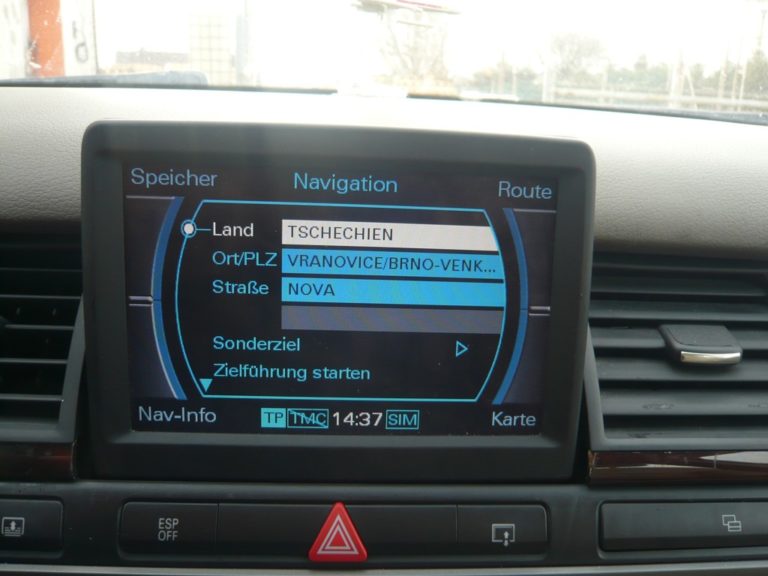 Speicher Navigation Route
Land TSCHECHIEN
Ort/PLZ VRANOVICE/BRNO-VENK...
Straße NOVA
Sonderziel
Zielführung starten
Nav-Info TP TMC 14:37 SIM Karte
ESP
OFF